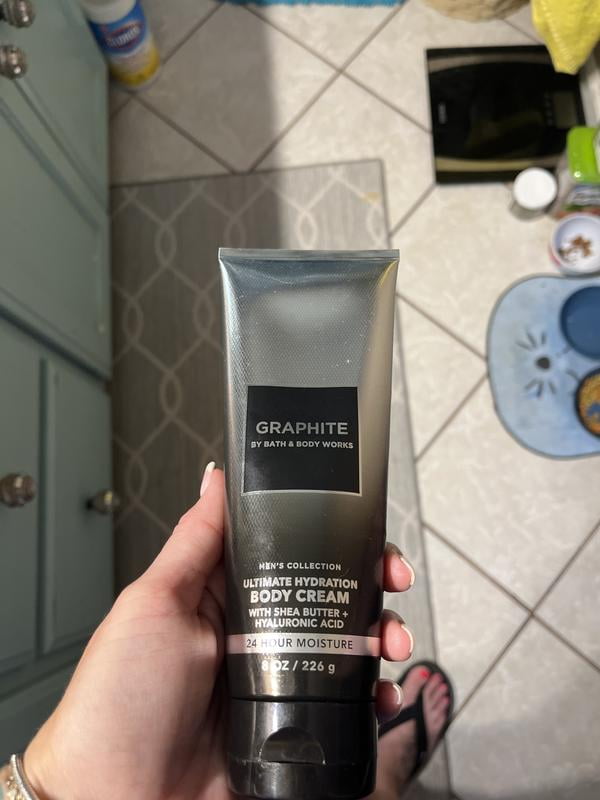 CLOROX
GRAPHITE
BY BATH & BODY WORKS
MEN'S COLLECTION
ULTIMATE HYDRATION
BODY CREAM
WITH SHEA BUTTER +
HYALURONIC ACID
24 HOUR MOISTURE
8 OZ / 226 g